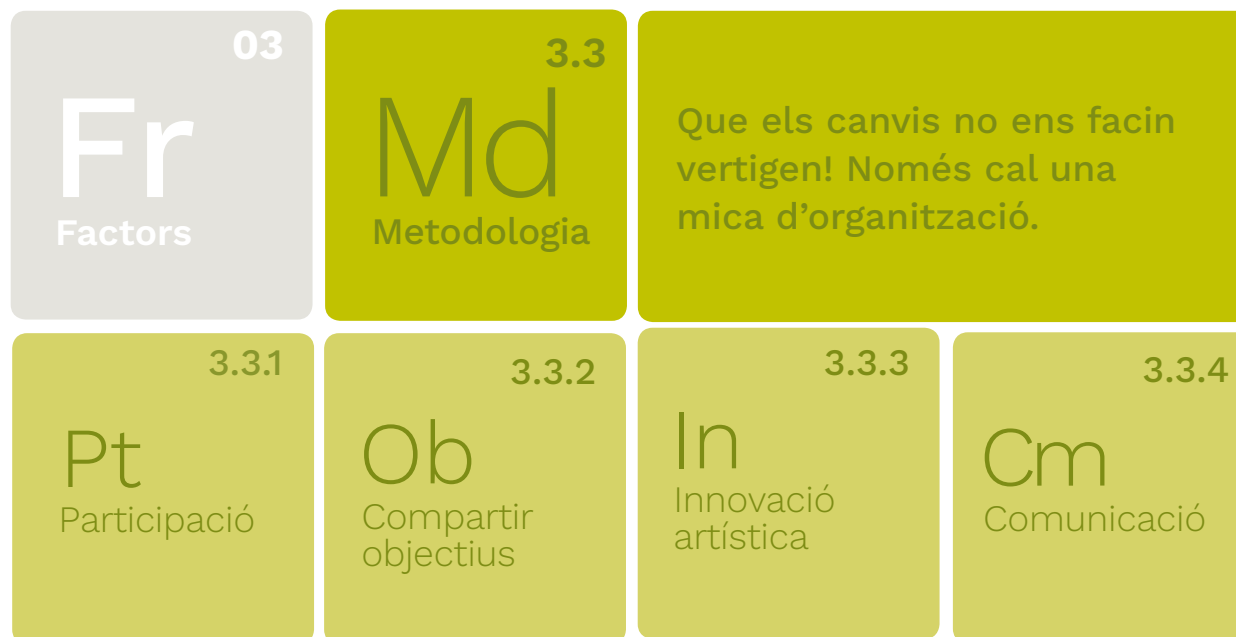 03
Fr
Factors
3.3
Md
Metodologia
Que els canvis no ens facin
vertigen! Només cal una
mica d’organització.
3.3.1
Pt
Participació
3.3.2
Ob
Compartir
objectius
3.3.3
In
Innovació
artística
3.3.4
Cm
Comunicació